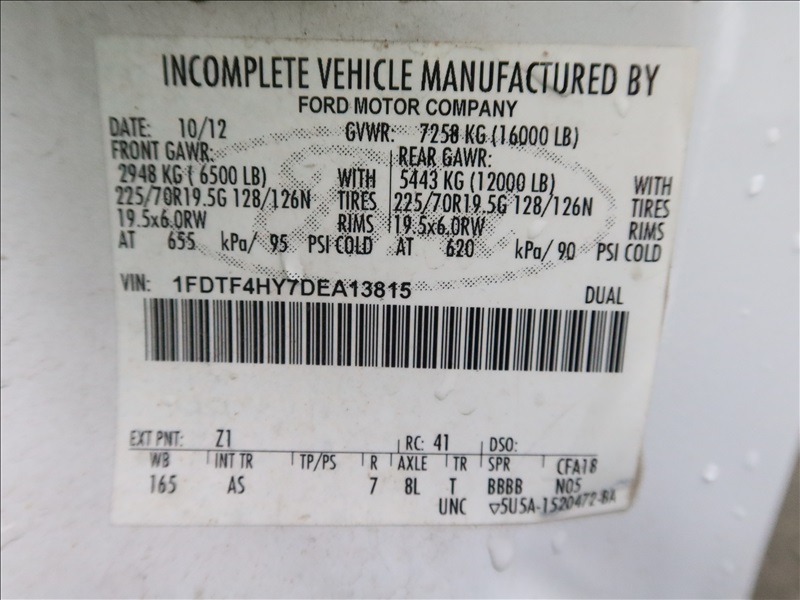 INCOMPLETE VEHICLE MANUFACTURED BY
FORD MOTOR COMPANY
DATE: 10/12 GVWR: 7258 KG (16000 LB)
FRONT GAWR: REAR GAWR:
2948 KG ( 6500 LB) WITH 5443 KG (12000 LB) WITH
225/70R19.5G 128/126N TIRES 225/70R19.5G 128/126N TIRES
19.5x6.0RW RIMS 19.5x6.0RW RIMS
AT 655 kPa/ 95 PSI COLD AT 620 kPa/ 90 PSI COLD
VIN: 1FDTF4HY7DEA13815 DUAL
EXT PNT: Z1 RC: 41 DSO:
WB INT TR TP/PS R AXLE TR SPR CFA18
165 AS 7 8L T BBBB N05
UNC ▽5U5A-1520472-BA